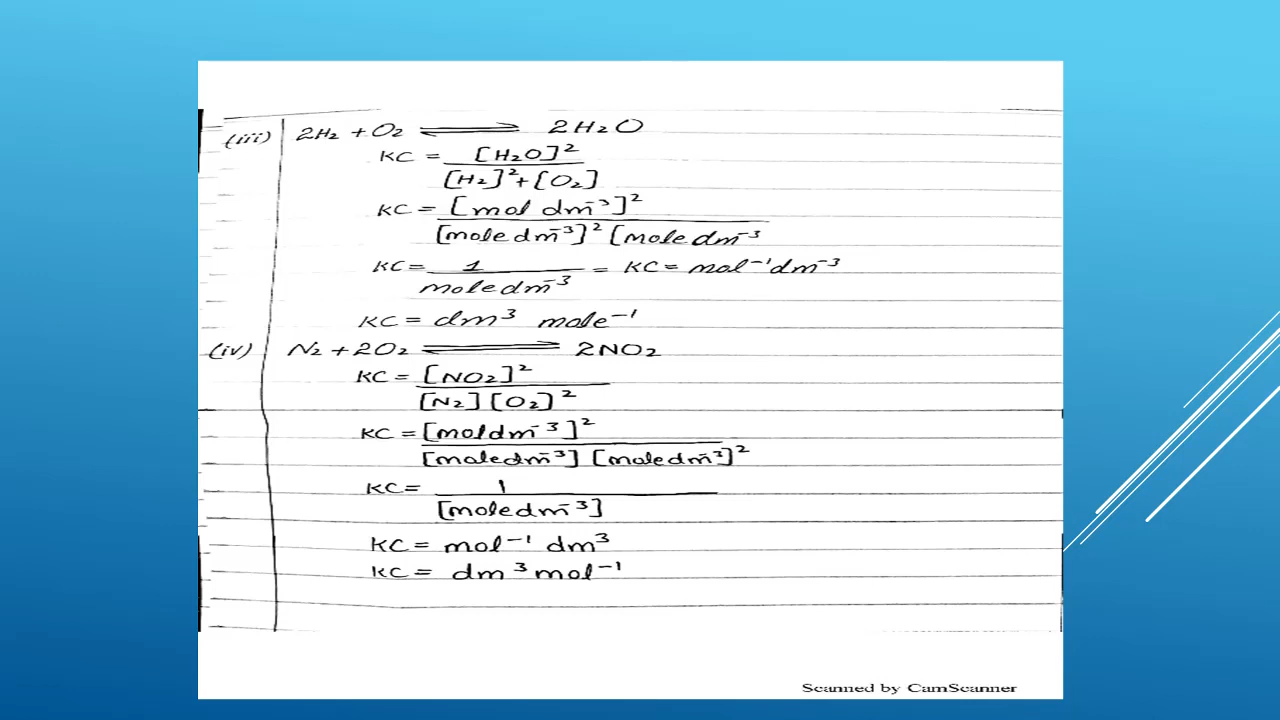 (iii) 2H2 + O2 ⇌ 2H2O
KC = [H2O]²
[H2]² + [O2]
KC = [mol dm⁻³]²
[mole dm⁻³]² [mole dm⁻³
KC = 1 = KC = mol⁻¹ dm⁻³
mole dm⁻³
KC = dm³ mole⁻¹
(iv) N2 + 2O2 ⇌ 2NO2
KC = [NO2]²
[N2] [O2]²
KC = [mol dm⁻³]²
[mole dm⁻³] [mole dm⁻³]²
KC = 1
[mole dm⁻³]
KC = mol⁻¹ dm³
KC = dm³ mol⁻¹
Scanned by CamScanner